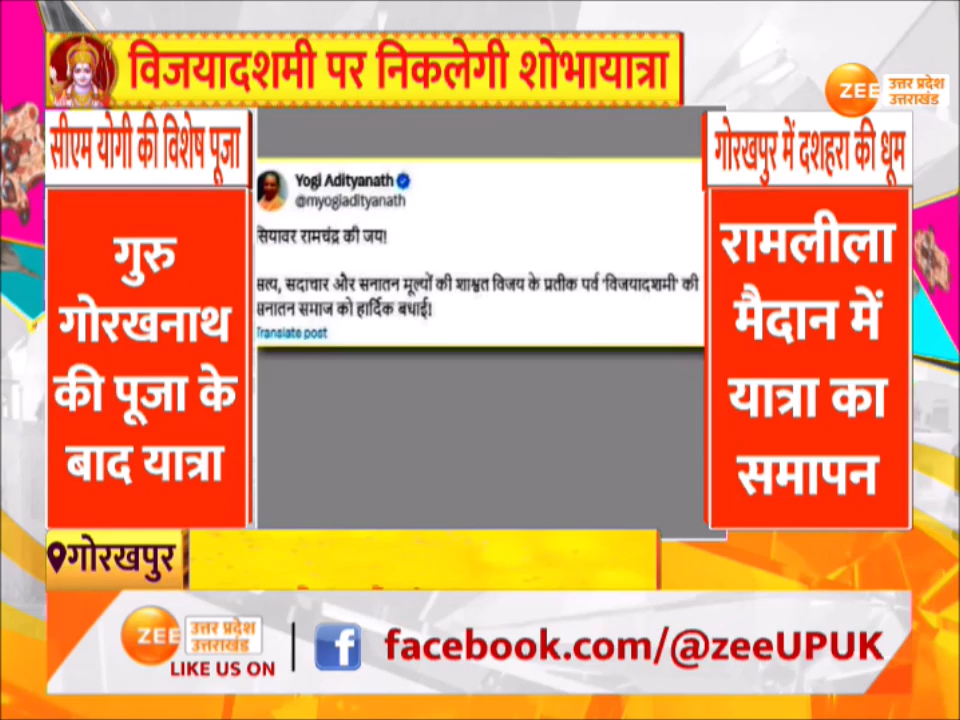 विजयादशमी पर निकलेगी शोभायात्रा
ZEE उत्तर प्रदेश
उत्तराखंड
सीएम योगी की विशेष पूजा
गुरु
गोरखनाथ
की पूजा के
बाद यात्रा
Yogi Adityanath
@myogiadityanath
सियावर रामचंद्र की जय!
सत्य, सदाचार और सनातन मूल्यों की शाश्वत विजय के प्रतीक पर्व 'विजयादशमी' की
सनातन समाज को हार्दिक बधाई!
Translate post
गोरखपुर में दशहरा की धूम
रामलीला
मैदान में
यात्रा का
समापन
गोरखपुर
ZEE उत्तर प्रदेश
उत्तराखंड
LIKE US ON
facebook.com/@zeeUPUK